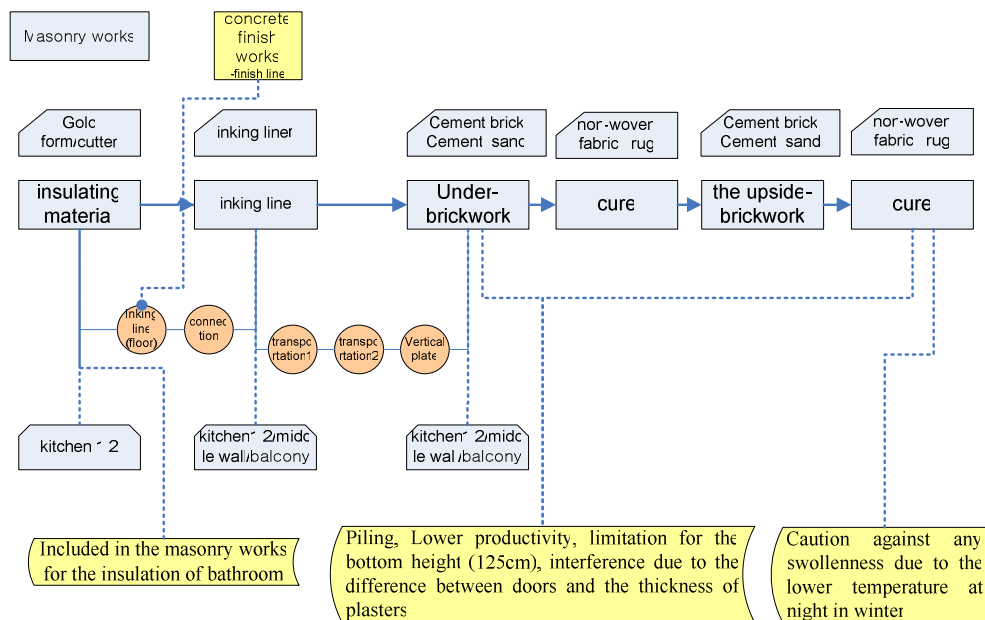 Masonry works
concrete
finish
works
-finish line
Gold
form/cutter
inking liner
Cement brick
Cement sand
non-woven
fabric rug
Cement brick
Cement sand
non-woven
fabric rug
insulating
material
inking line
Under-
brickwork
cure
the upside-
brickwork
cure
Inking
line
(floor)
connec
tion
transpo
rtation1
transpo
rtation2
Vertical
plate
kitchen 1 2
kitchen1 2/midd
le wall/balcony
kitchen1 2/midd
le wall/balcony
Included in the masonry works
for the insulation of bathroom
Piling, Lower productivity, limitation for the
bottom height (125cm), interference due to the
difference between doors and the thickness of
plasters
Caution against any
swollenness due to the
lower temperature at
night in winter